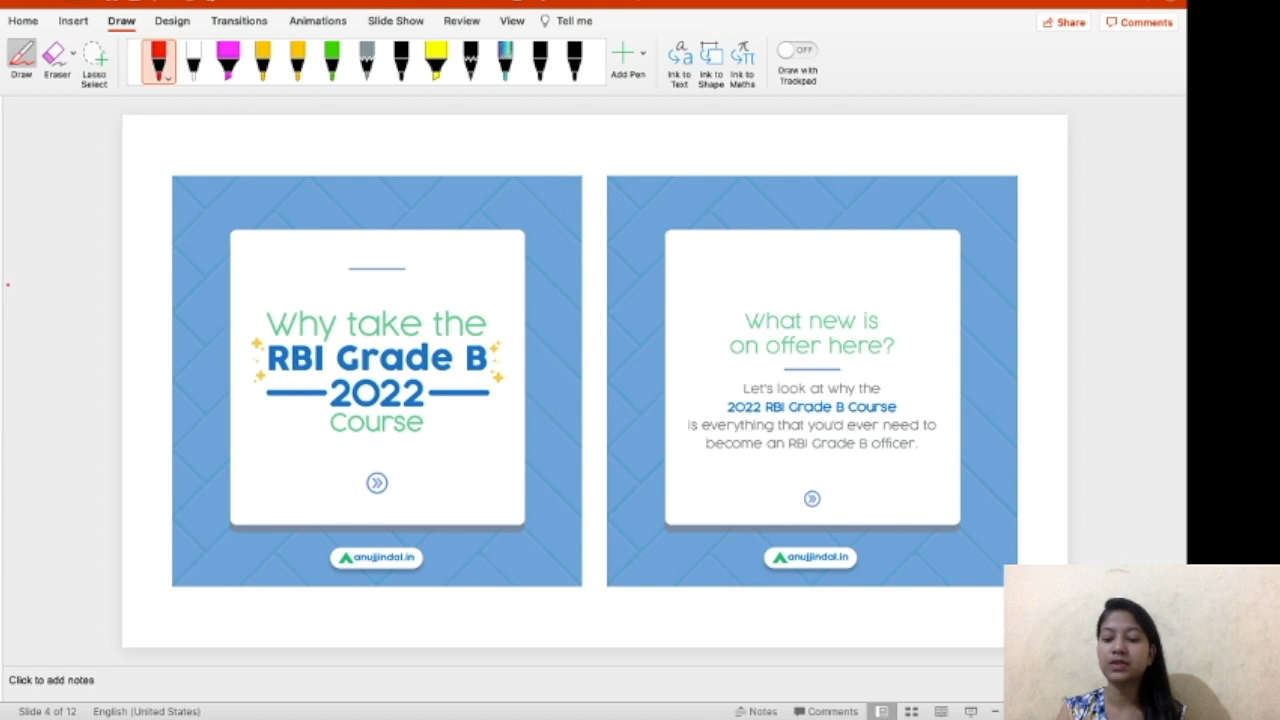 Home Insert Draw Design Transitions Animations Slide Show Review View Tell me
Share Comments
Draw Eraser Lasso Select
Add Pen
Ink to Text Ink to Shape Ink to Maths
OFF
Draw with Trackpad
Why take the
RBI Grade B
2022
Course
anujjindal.in
What new is
on offer here?
Let's look at why the
2022 RBI Grade B Course
is everything that you'd ever need to
become an RBI Grade B officer.
anujjindal.in
Click to add notes
Slide 4 of 12 English (United States) Notes Comments